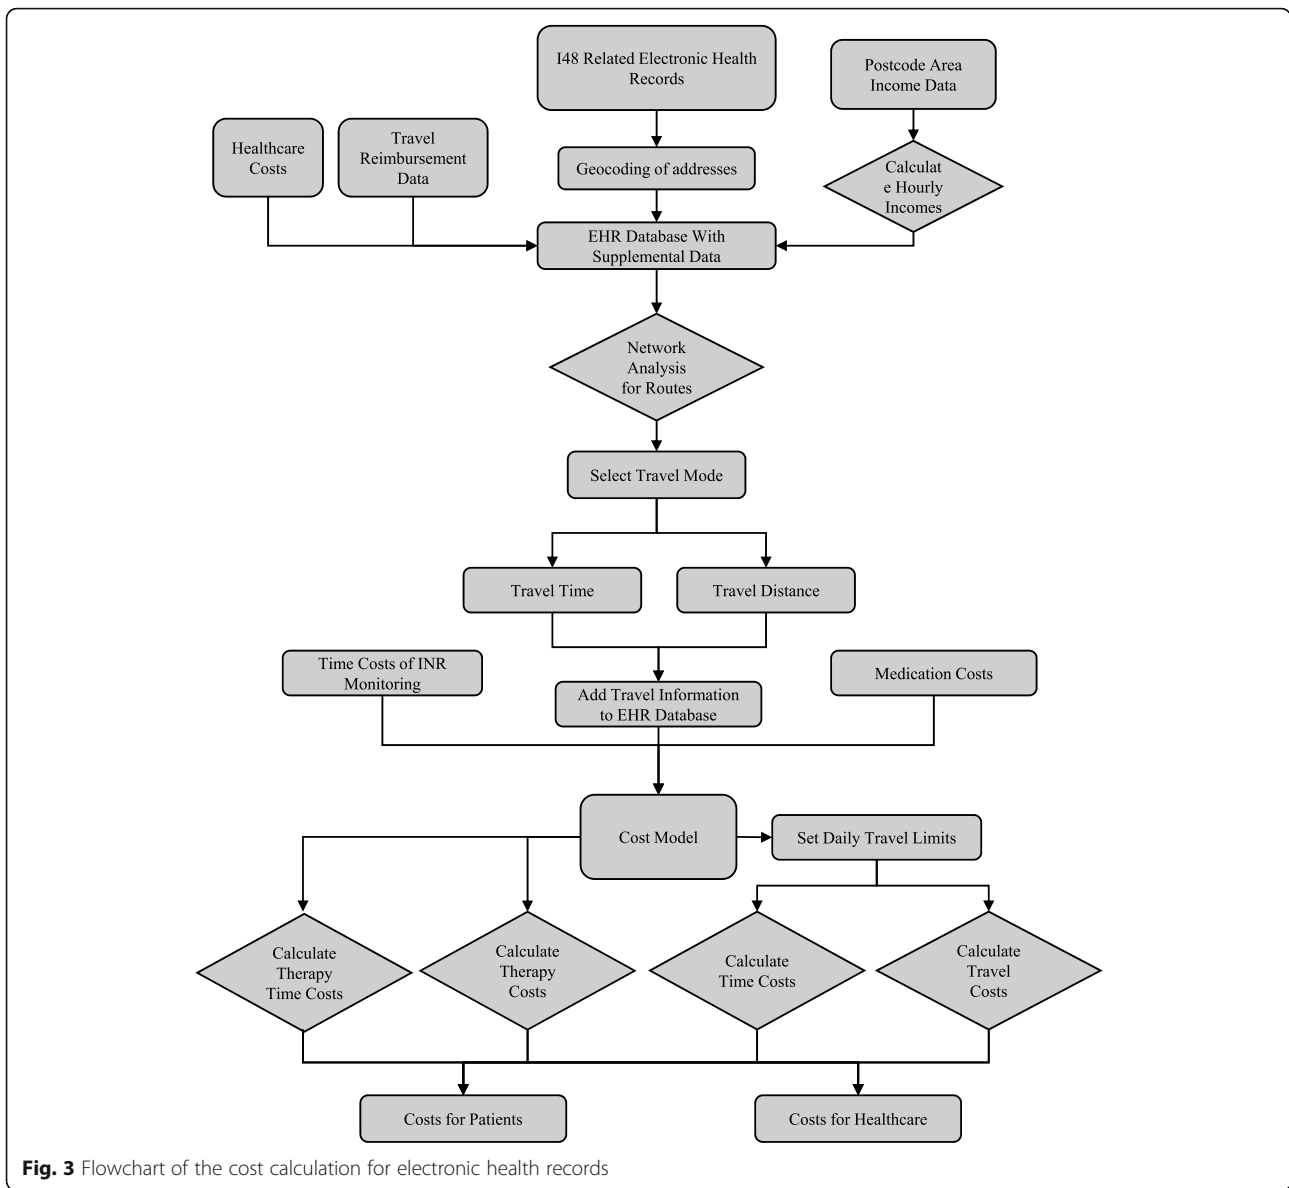 I48 Related Electronic Health
Records
Postcode Area
Income Data
Healthcare
Costs
Travel
Reimbursement
Data
Geocoding of addresses
Calculat
e Hourly
Incomes
EHR Database With
Supplemental Data
Network
Analysis
for Routes
Select Travel Mode
Travel Time
Travel Distance
Time Costs of INR
Monitoring
Add Travel Information
to EHR Database
Medication Costs
Cost Model
Set Daily Travel Limits
Calculate
Therapy
Time Costs
Calculate
Therapy
Costs
Calculate
Time Costs
Calculate
Travel
Costs
Costs for Patients
Costs for Healthcare
Fig. 3 Flowchart of the cost calculation for electronic health records